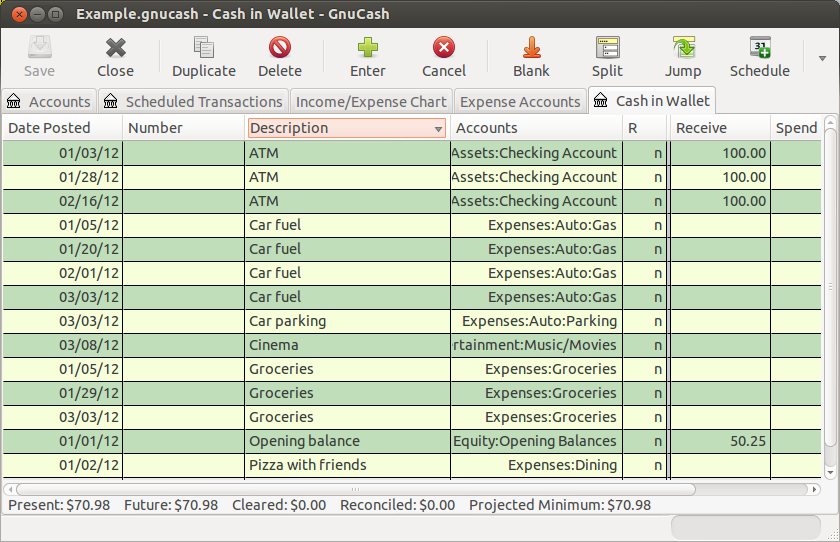 Example.gnucash - Cash in Wallet - GnuCash
Save Close Duplicate Delete Enter Cancel Blank Split Jump Schedule
Accounts Scheduled Transactions Income/Expense Chart Expense Accounts Cash in Wallet
Date Posted Number Description Accounts R Receive Spend
01/03/12 ATM Assets:Checking Account n 100.00
01/28/12 ATM Assets:Checking Account n 100.00
02/16/12 ATM Assets:Checking Account n 100.00
01/05/12 Car fuel Expenses:Auto:Gas n
01/20/12 Car fuel Expenses:Auto:Gas n
02/01/12 Car fuel Expenses:Auto:Gas n
03/03/12 Car fuel Expenses:Auto:Gas n
03/03/12 Car parking Expenses:Auto:Parking n
03/08/12 Cinema rtainment:Music/Movies n
01/05/12 Groceries Expenses:Groceries n
01/29/12 Groceries Expenses:Groceries n
03/03/12 Groceries Expenses:Groceries n
01/01/12 Opening balance Equity:Opening Balances n 50.25
01/02/12 Pizza with friends Expenses:Dining n
Present: $70.98 Future: $70.98 Cleared: $0.00 Reconciled: $0.00 Projected Minimum: $70.98